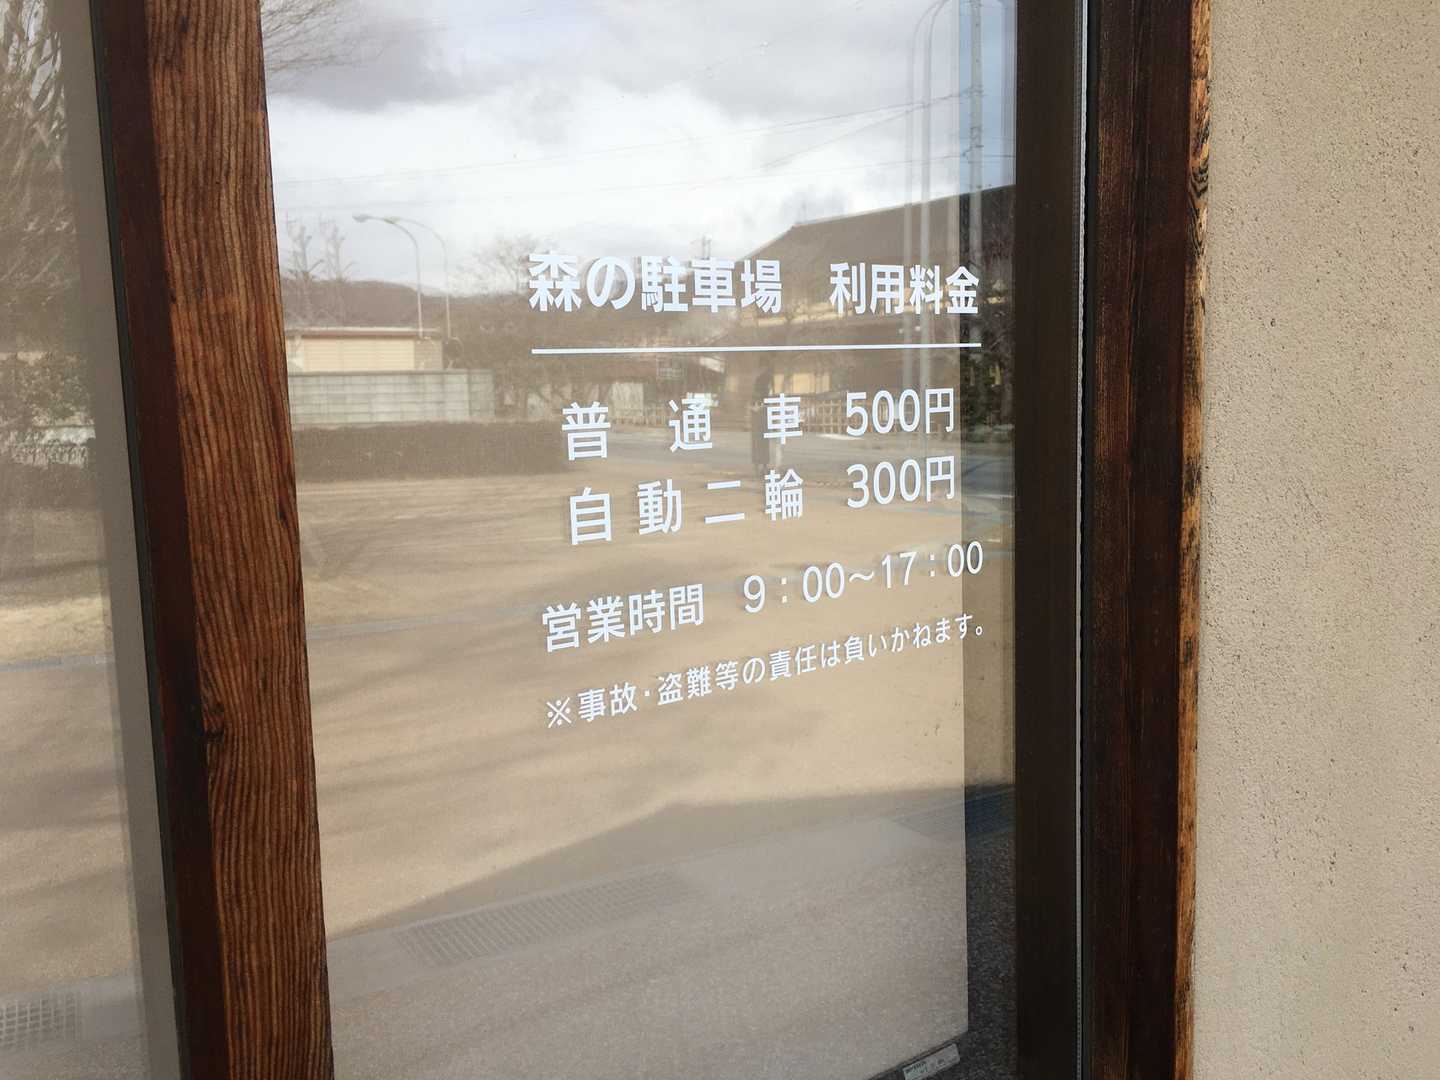 森の駐車場　利用料金
普通車　500円
自動二輪　300円
営業時間　9：00～17：00
※事故・盗難等の責任は負いかねます。